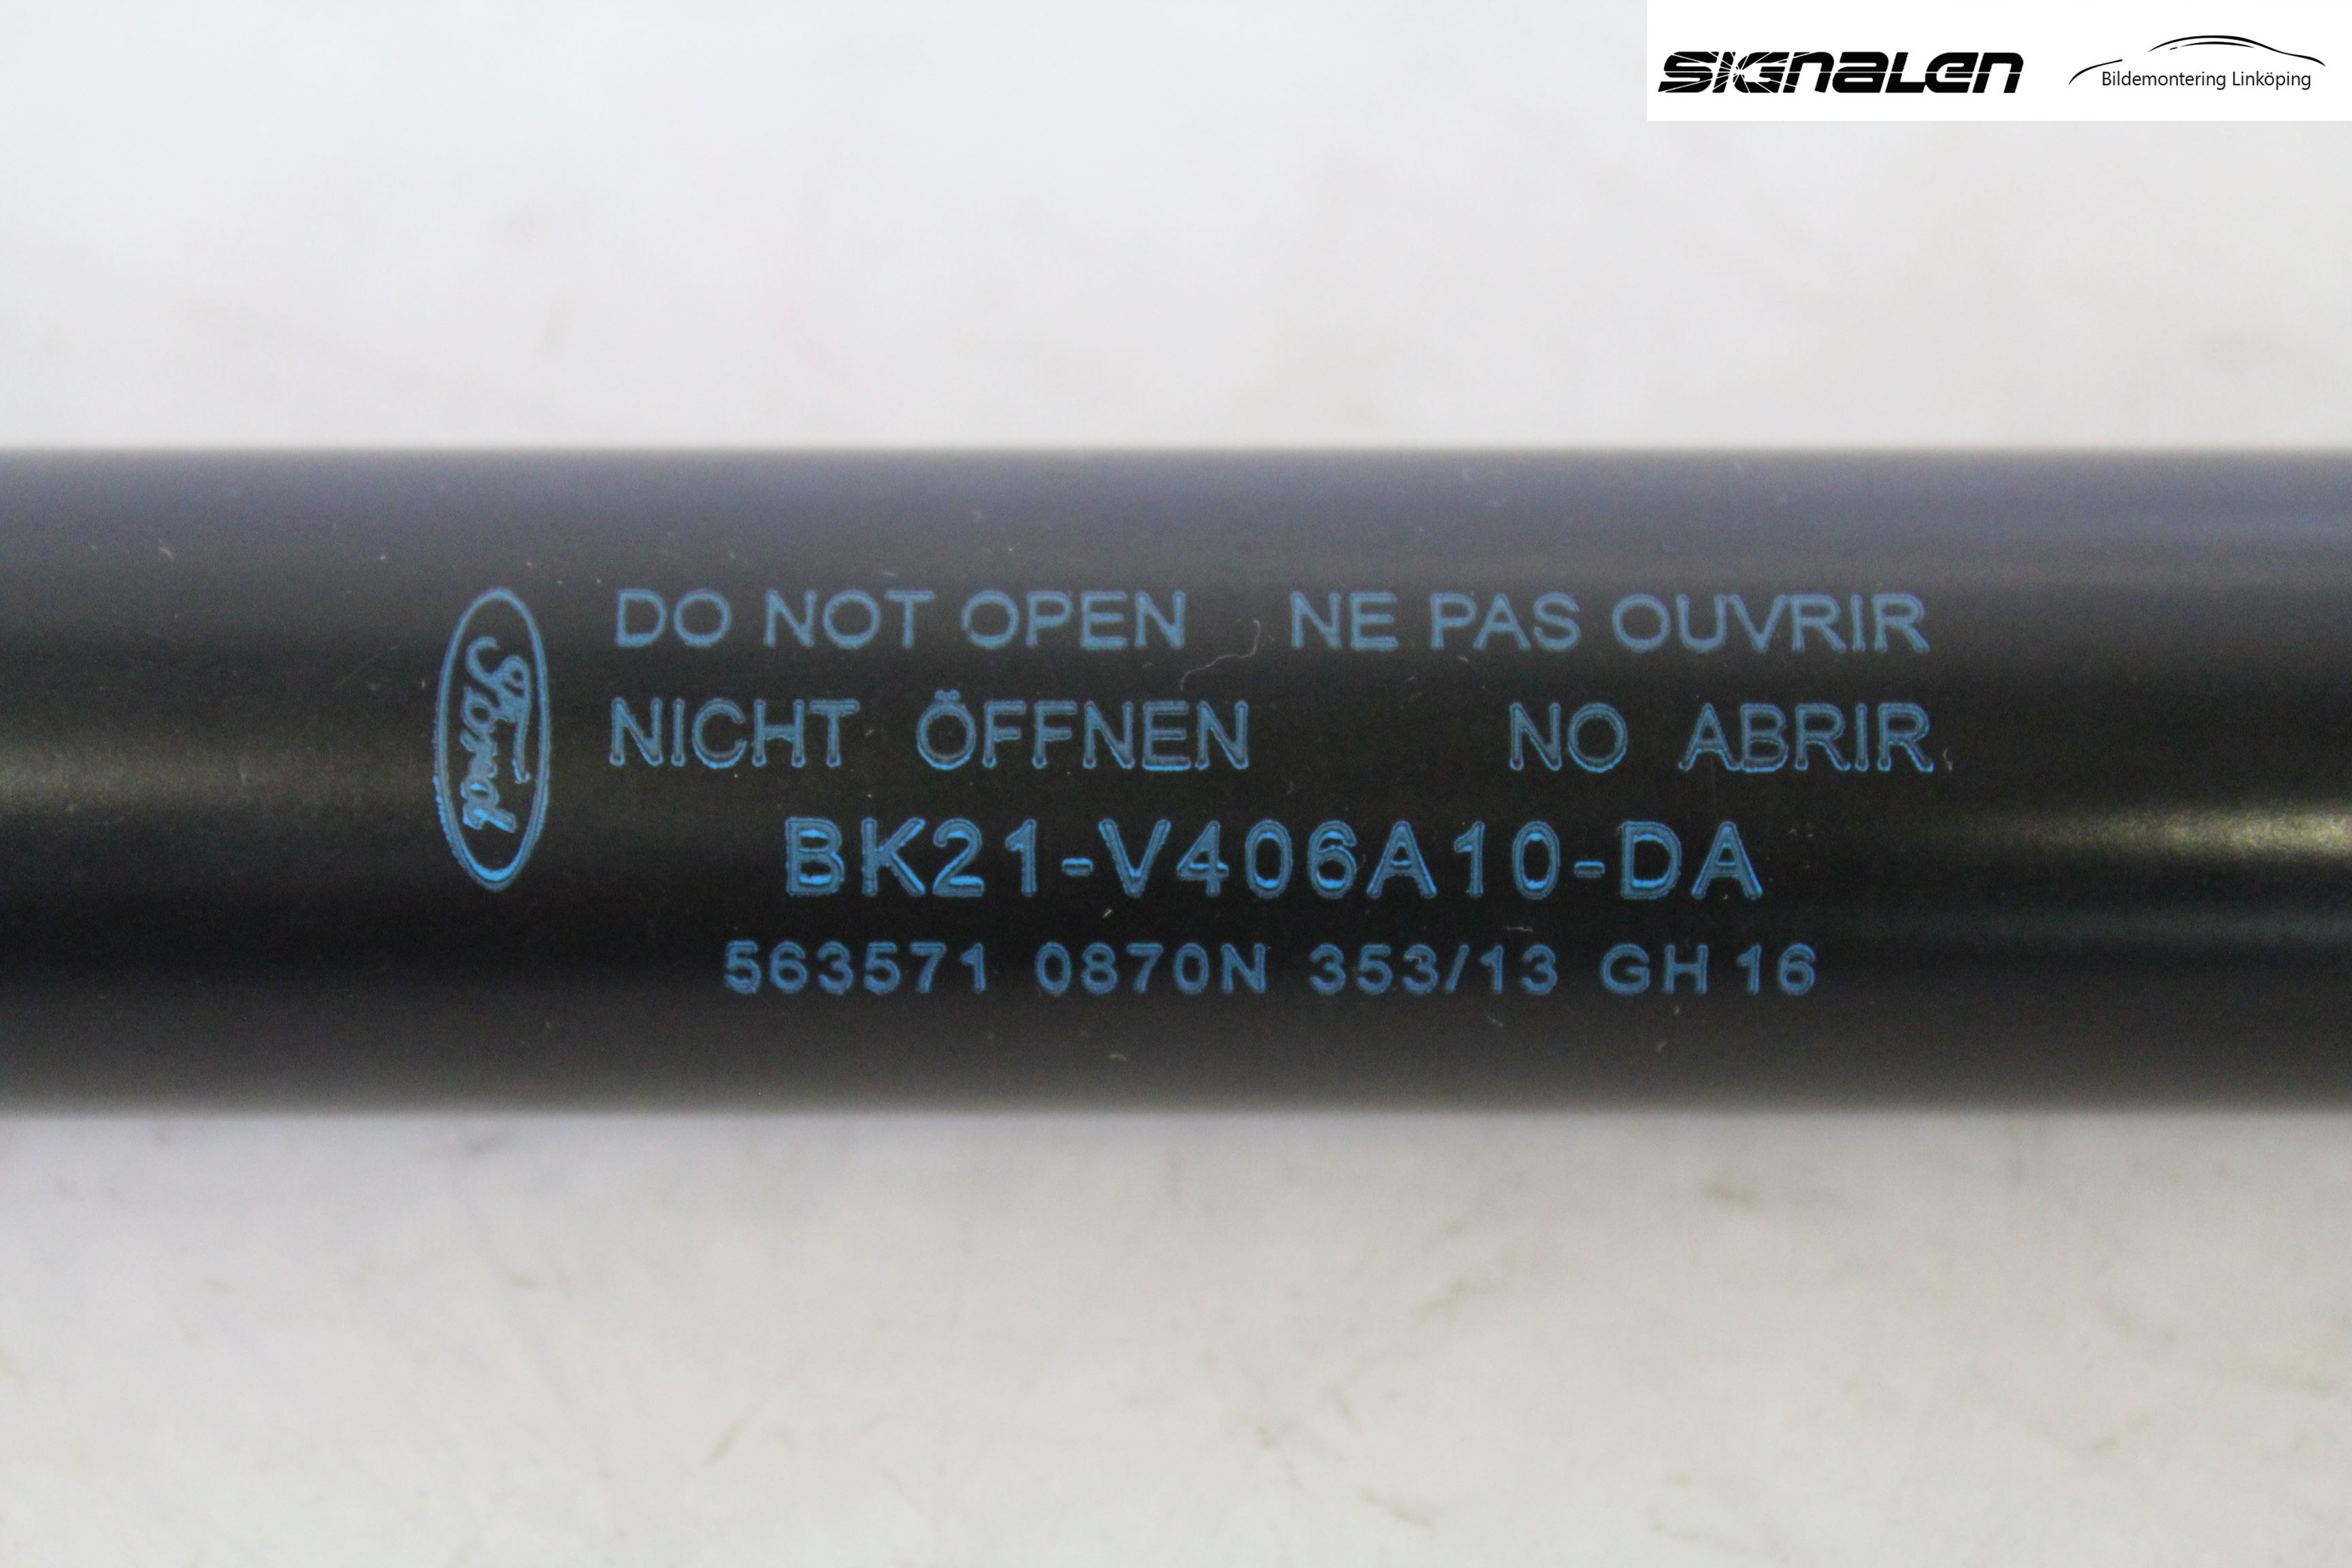 SIGNALEN
Bildemontering Linköping
Ford
DO NOT OPEN NE PAS OUVRIR
NICHT ÖFFNEN NO ABRIR
BK21-V406A10-DA
563571 0870N 353/13 GH 16